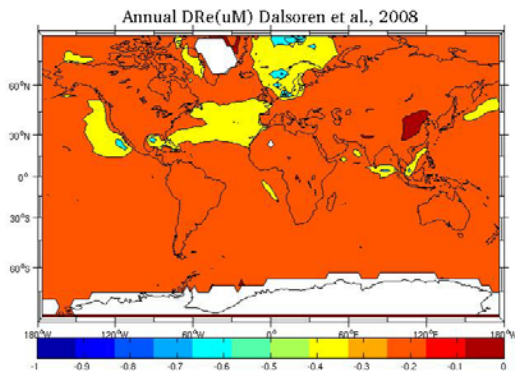 Annual DRe(uM) Dalsoren et al., 2008
60°N
30°N
0°
30°S
60°S
180°W 120°W 60°W 0° 60°E 120°E 180°W
-1 -0.9 -0.8 -0.7 -0.6 -0.5 -0.4 -0.3 -0.2 -0.1 0